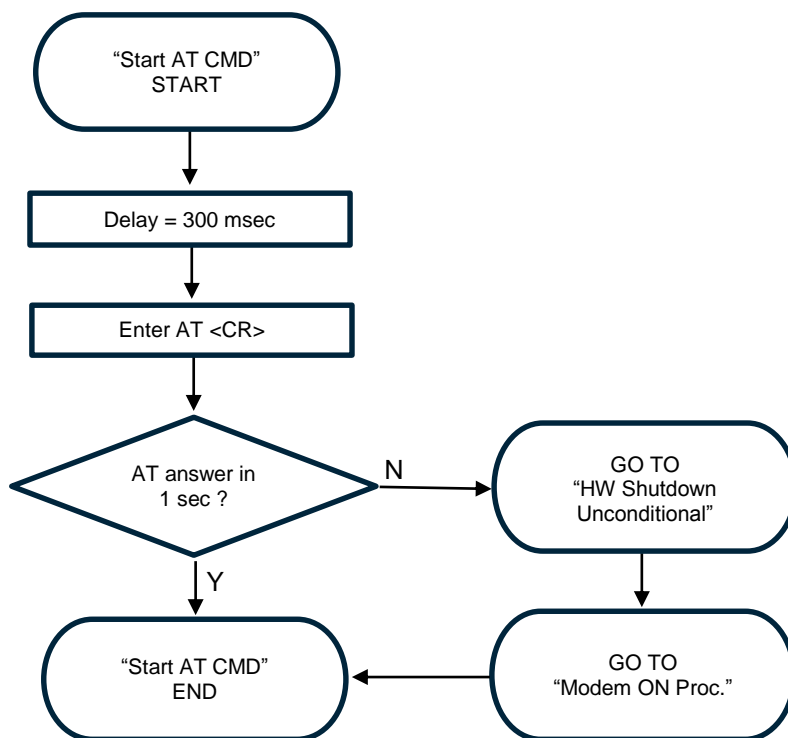 “Start AT CMD”
START
Delay = 300 msec
Enter AT <CR>
AT answer in
1 sec ?
N
GO TO
“HW Shutdown
Unconditional”
Y
“Start AT CMD”
END
GO TO
“Modem ON Proc.”